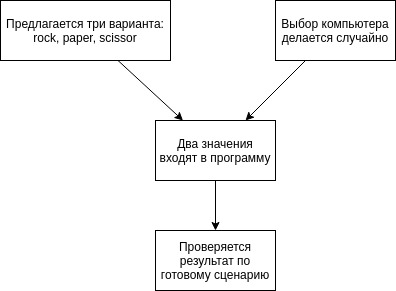 Предлагается три варианта:
rock, paper, scissor
Выбор компьютера
делается случайно
Два значения
входят в программу
Проверяется
результат по
готовому сценарию